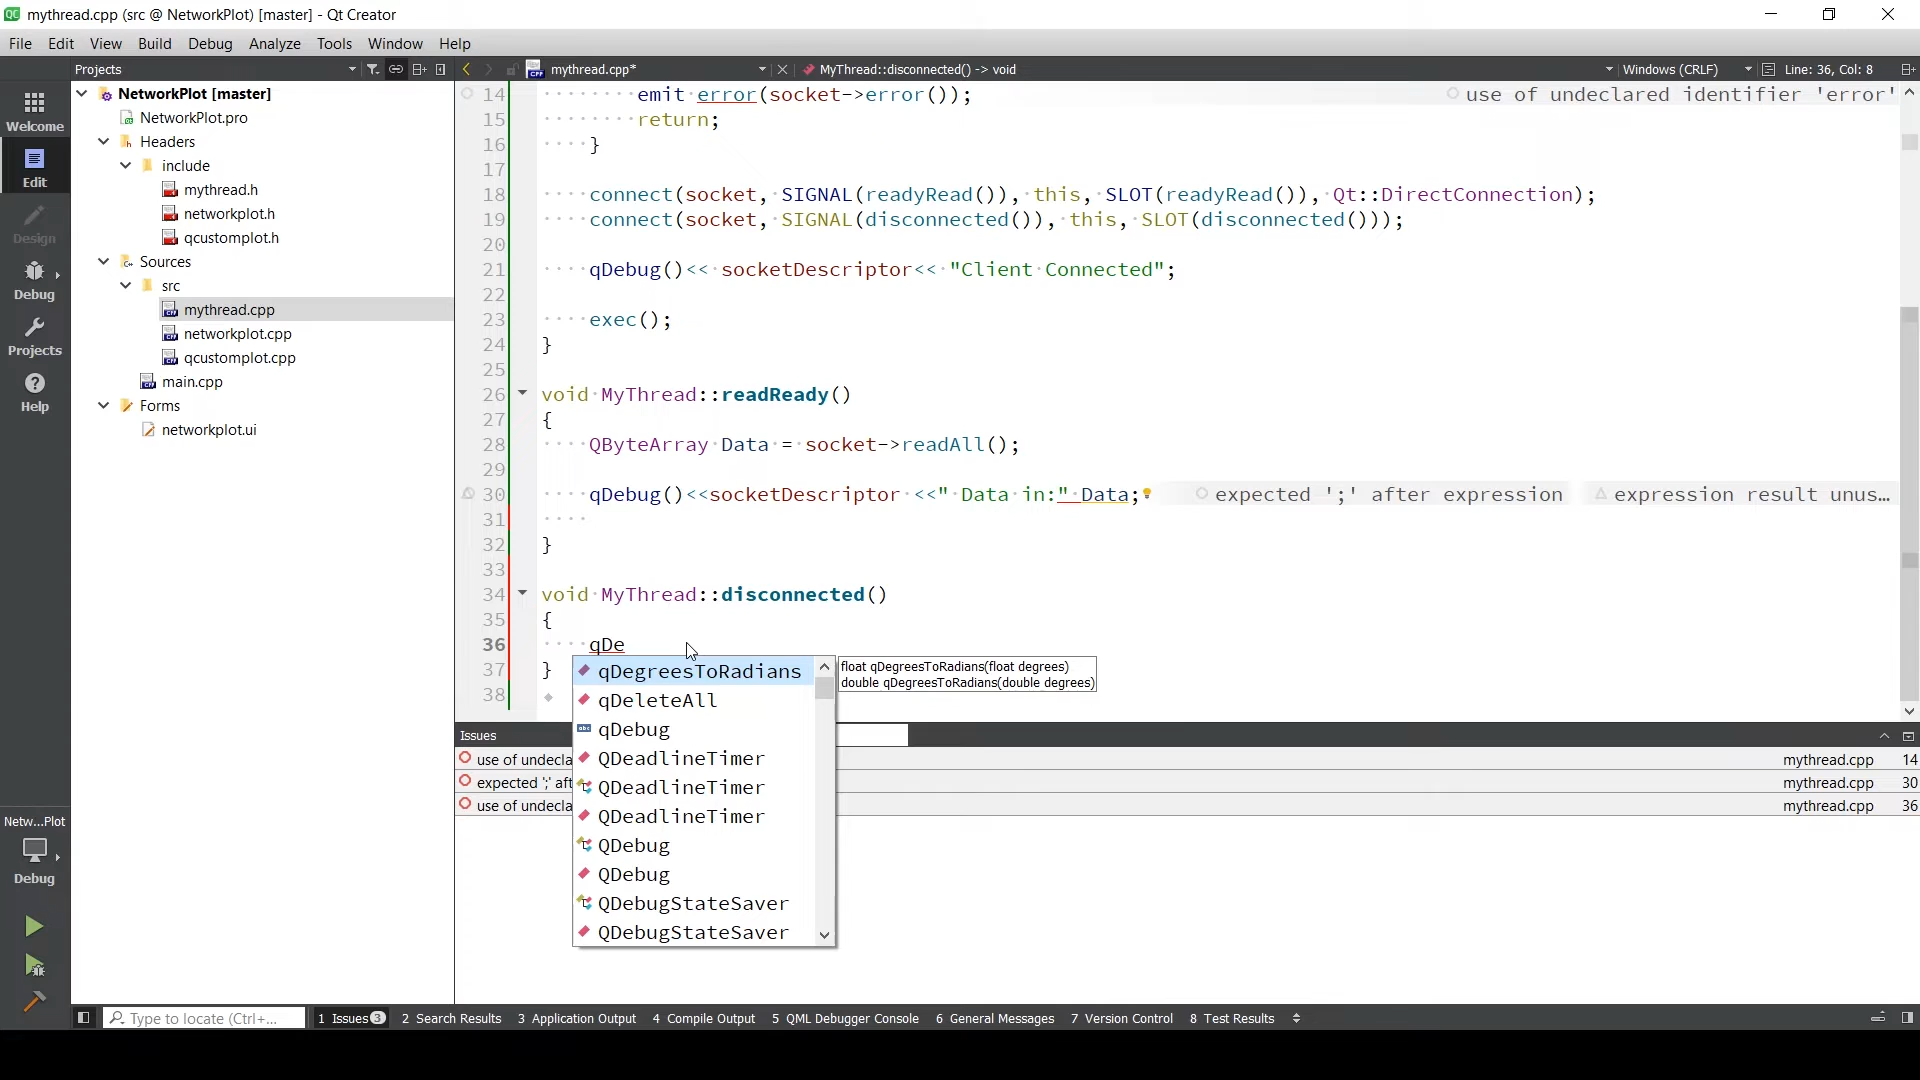 mythread.cpp (src @ NetworkPlot) [master] - Qt Creator
File Edit View Build Debug Analyze Tools Window Help
Projects
mythread.cpp*
MyThread::disconnected() -> void
Windows (CRLF)
Line: 36, Col: 8
Welcome
Edit
Design
Debug
Projects
Help
NetworkPlot [master]
NetworkPlot.pro
Headers
include
mythread.h
networkplot.h
qcustomplot.h
Sources
src
mythread.cpp
networkplot.cpp
qcustomplot.cpp
main.cpp
Forms
networkplot.ui
14 emit error(socket->error()); use of undeclared identifier 'error'
15 return;
16 }
17
18 connect(socket, SIGNAL(readyRead()), this, SLOT(readyRead()), Qt::DirectConnection);
19 connect(socket, SIGNAL(disconnected()), this, SLOT(disconnected()));
20
21 qDebug()<< socketDescriptor<< "Client Connected";
22
23 exec();
24 }
25
26 void MyThread::readReady()
27 {
28 QByteArray Data = socket->readAll();
29
30 qDebug()<<socketDescriptor <<" Data in:" Data; expected ';' after expression expression result unus...
31
32 }
33
34 void MyThread::disconnected()
35 {
36 qDe
37 }
38
qDegreesToRadians
qDeleteAll
qDebug
QDeadlineTimer
QDeadlineTimer
QDeadlineTimer
QDebug
QDebug
QDebugStateSaver
QDebugStateSaver
float qDegreesToRadians(float degrees)
double qDegreesToRadians(double degrees)
Issues
use of undecla mythread.cpp 14
expected ';' aft mythread.cpp 30
use of undecla mythread.cpp 36
Netw...Plot
Debug
Type to locate (Ctrl+...
1 Issues 3
2 Search Results
3 Application Output
4 Compile Output
5 QML Debugger Console
6 General Messages
7 Version Control
8 Test Results